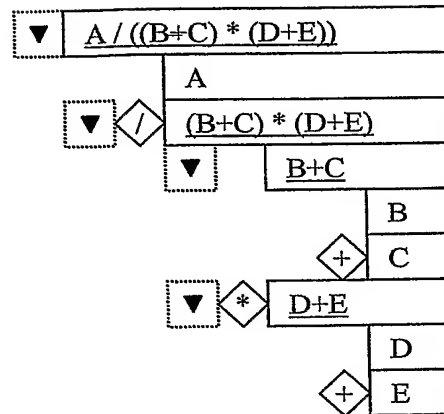 ▼ A / ((B+C) * (D+E))
A
▼ / (B+C) * (D+E)
▼ B+C
B
+ C
▼ * D+E
D
+ E